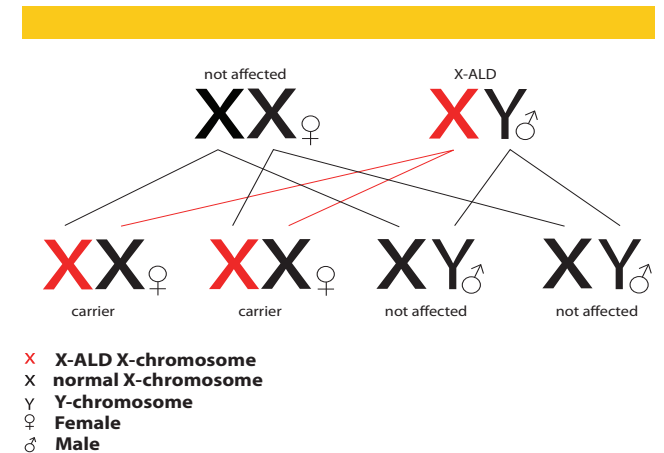 not affected X-ALD
XX♀ XY♂
XX♀ XX♀ XY♂ XY♂
carrier carrier not affected not affected
X X-ALD X-chromosome
X normal X-chromosome
Y Y-chromosome
♀ Female
♂ Male